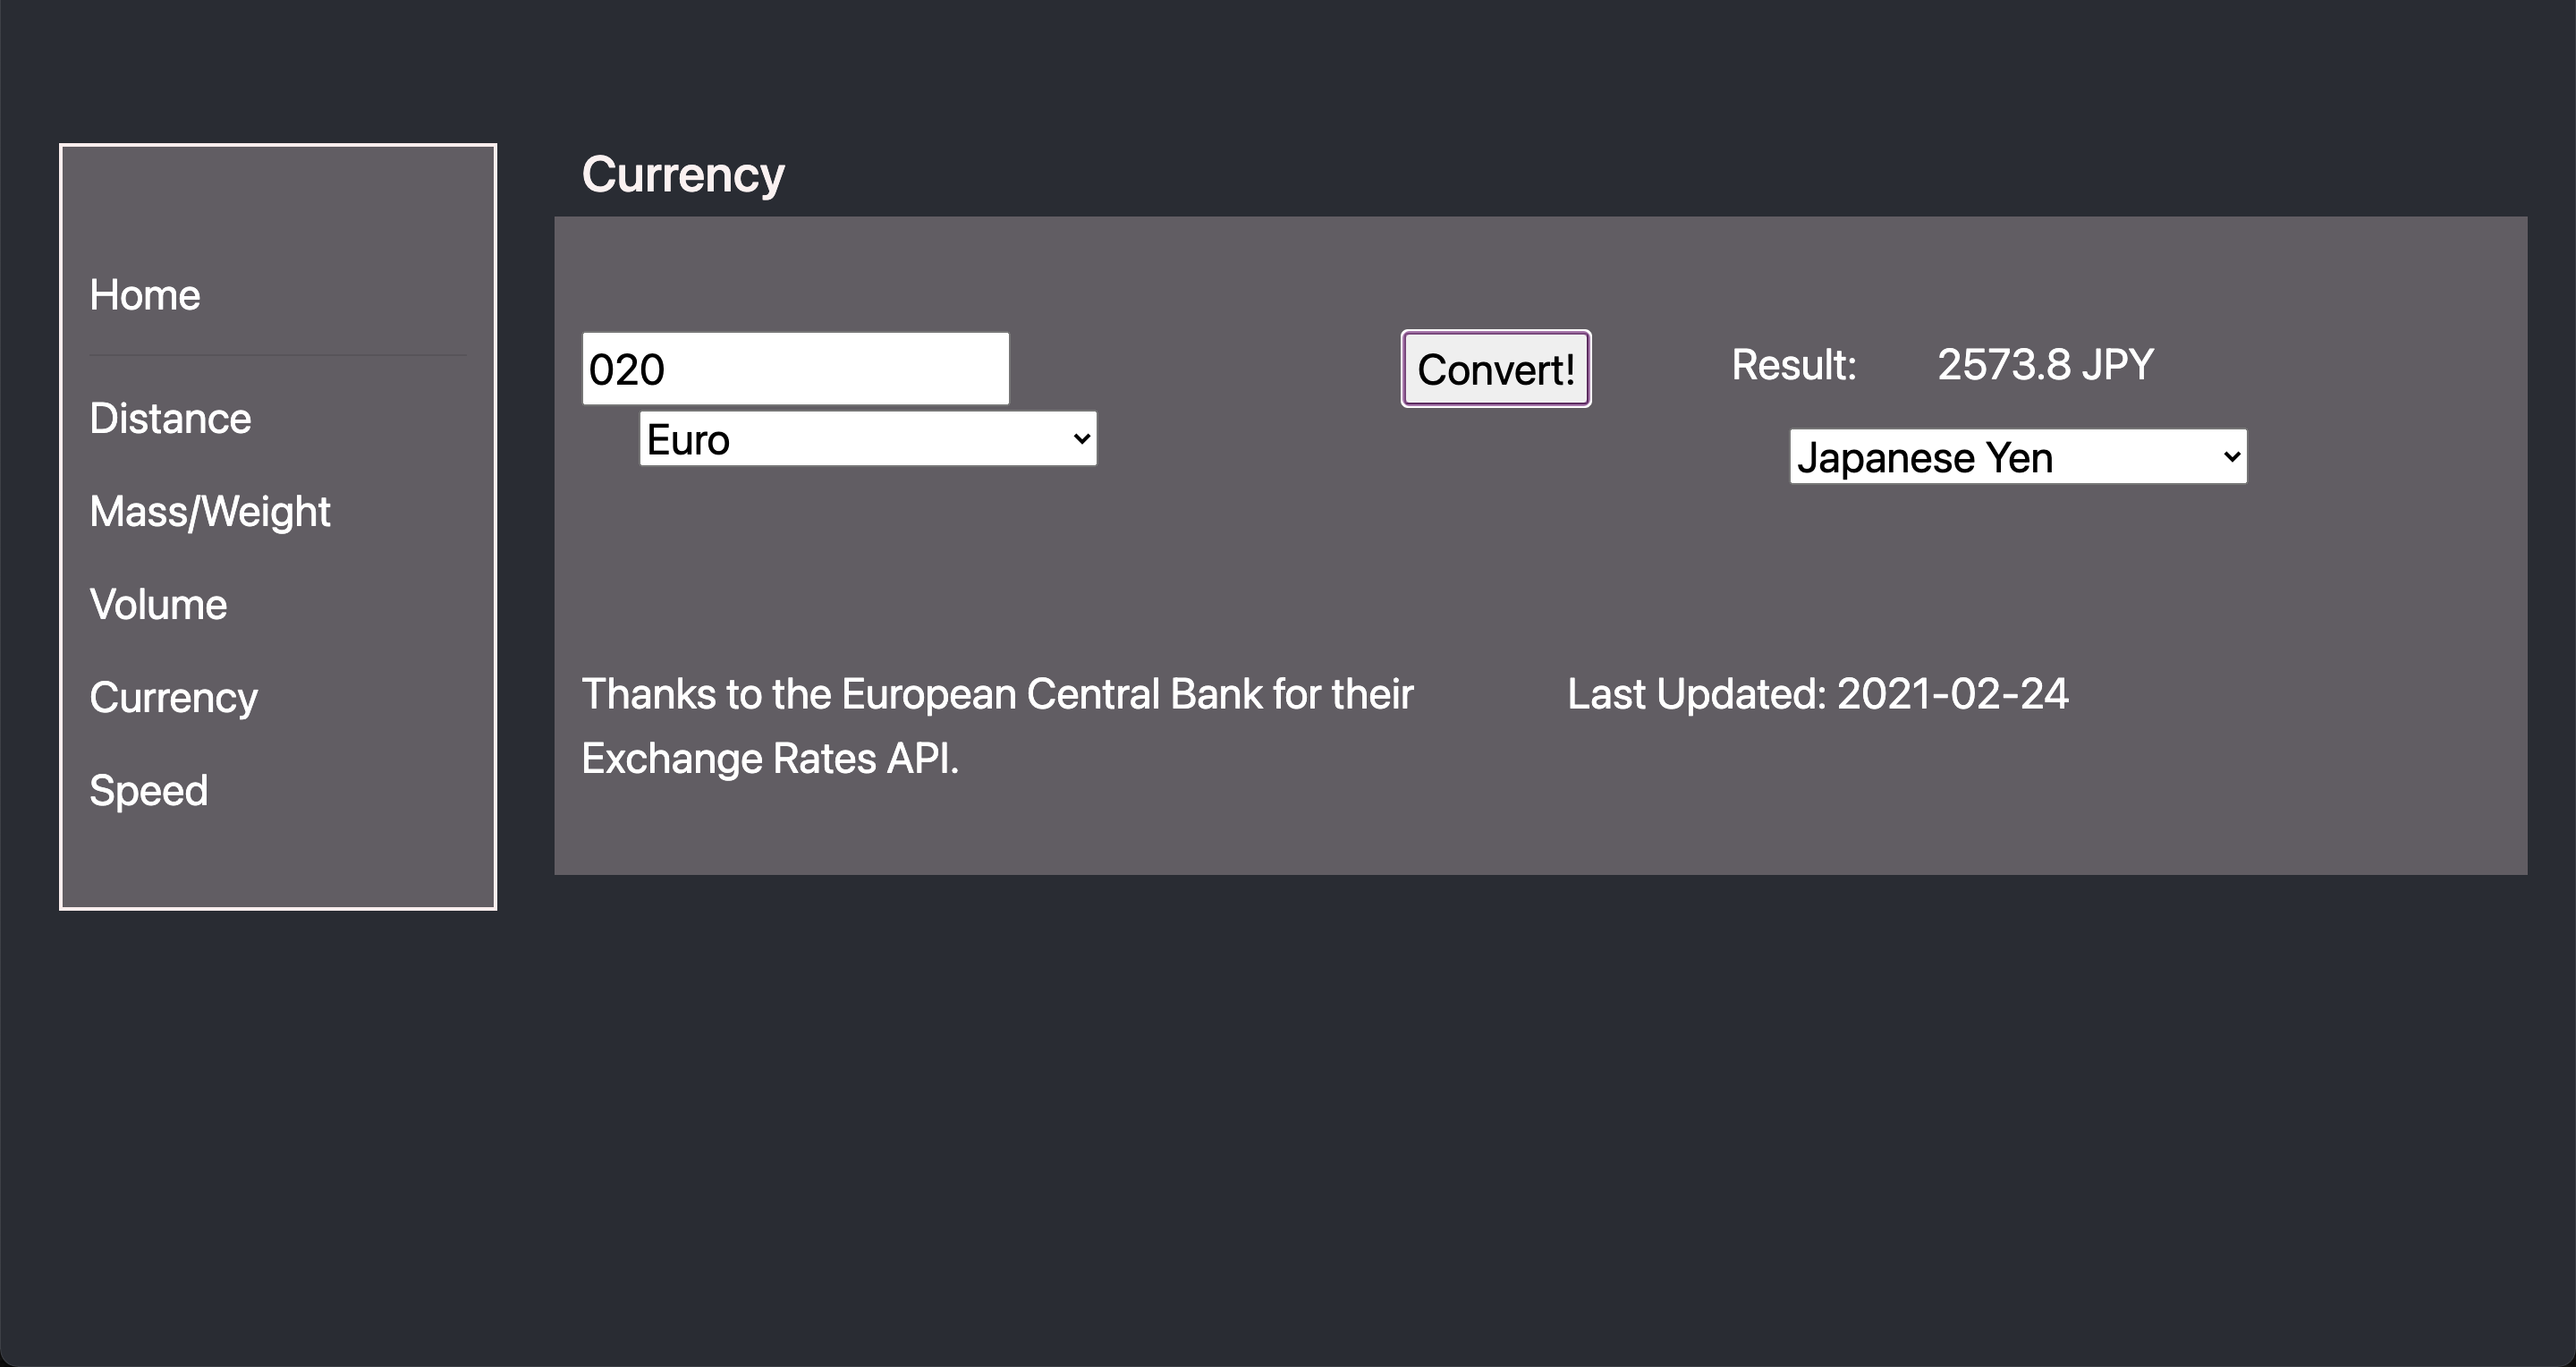 Home
Distance
Mass/Weight
Volume
Currency
Speed
Currency
020
Euro
Convert!
Result: 2573.8 JPY
Japanese Yen
Thanks to the European Central Bank for their
Exchange Rates API.
Last Updated: 2021-02-24